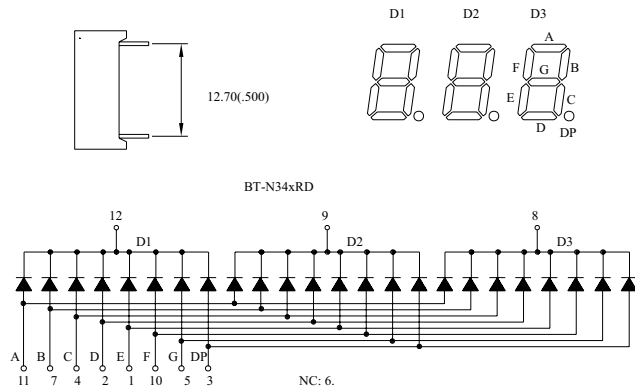 D1 D2 D3
A
F B
G
E C
D
DP
12.70(.500)
BT-N34xRD
12 9 8
D1 D2 D3
A B C D E F G DP
11 7 4 2 1 10 5 3
NC: 6,